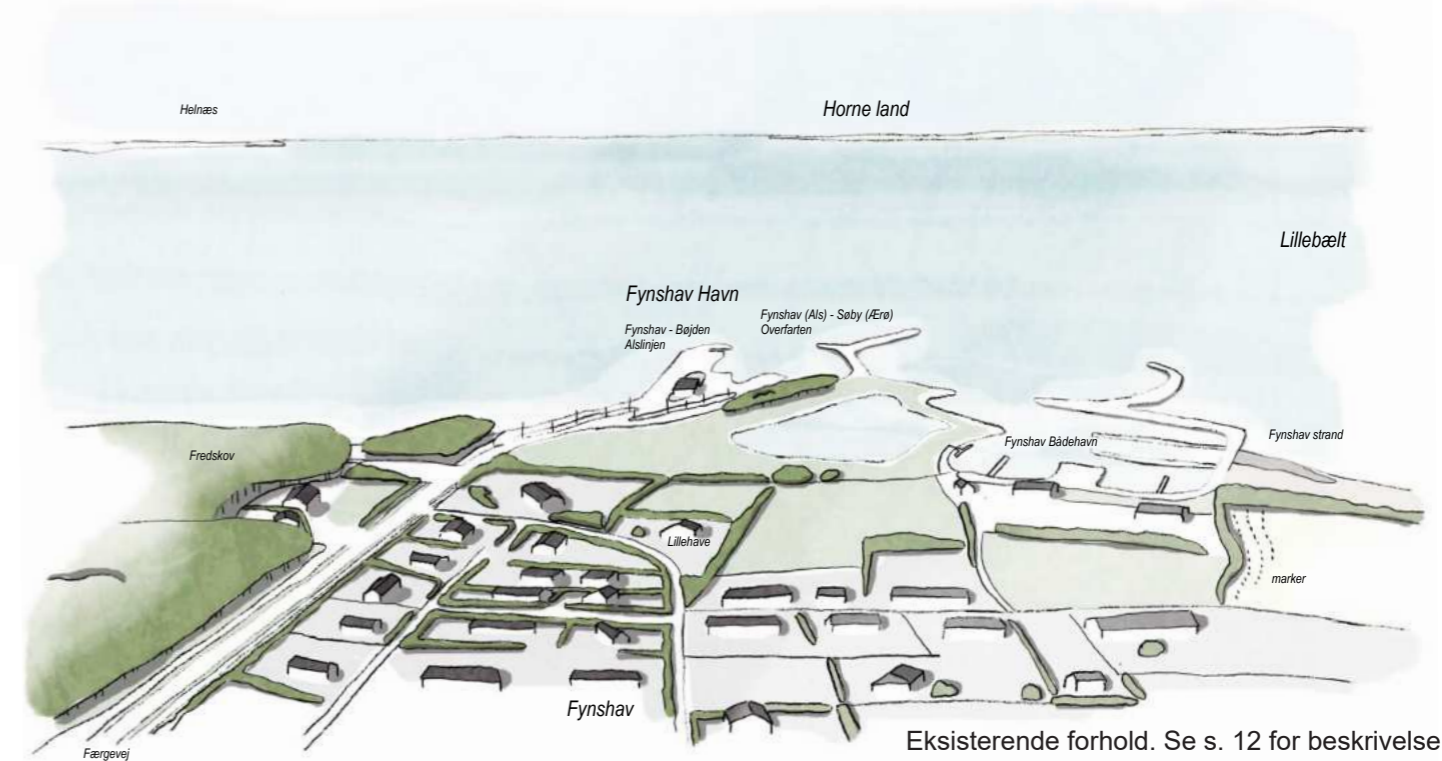 Helnæs
Horne land
Lillebælt
Fynshav Havn
Fynshav - Bøjden
Alslinjen
Fynshav (Als) - Søby (Ærø)
Overfarten
Fredskov
Fynshav Bådehavn
Fynshav strand
Lillehave
marker
Fynshav
Færgevej
Eksisterende forhold. Se s. 12 for beskrivelse